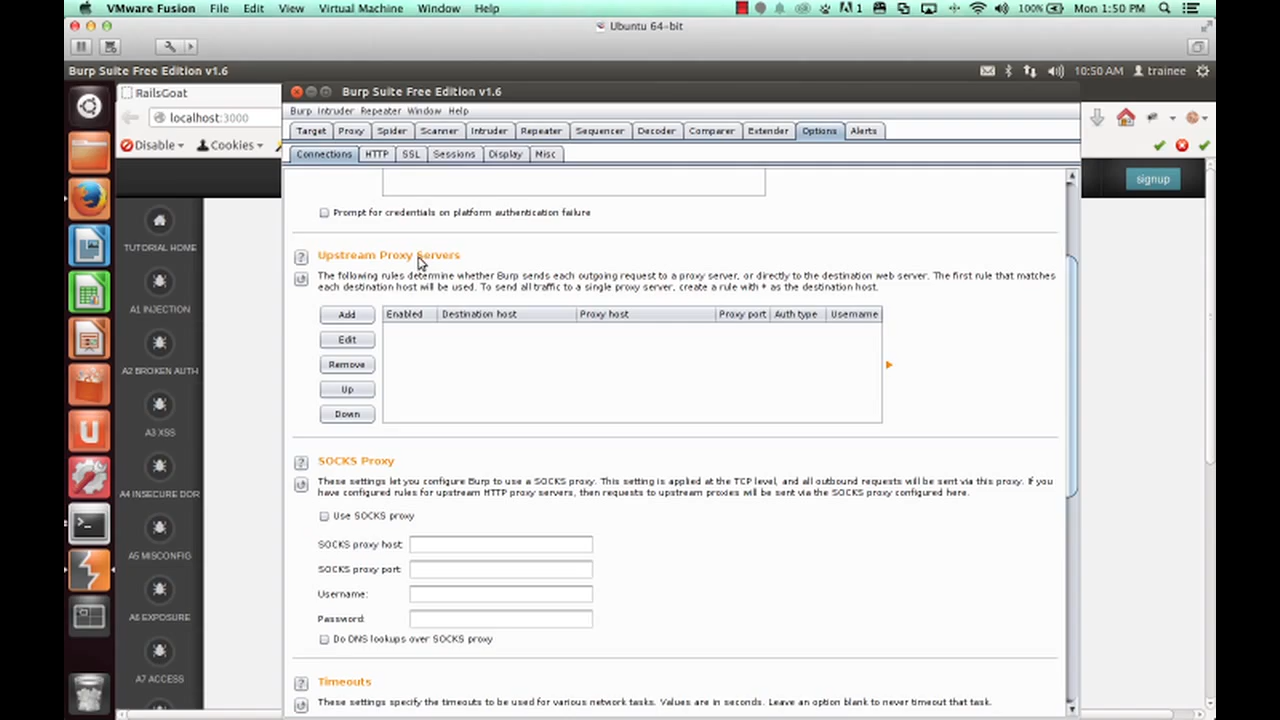 VMware Fusion File Edit View Virtual Machine Window Help
1 100% Mon 1:50 PM
Ubuntu 64-bit
Burp Suite Free Edition v1.6
10:50 AM trainee
RailsGoat
Burp Suite Free Edition v1.6
localhost:3000
Burp Intruder Repeater Window Help
Target Proxy Spider Scanner Intruder Repeater Sequencer Decoder Comparer Extender Options Alerts
Disable Cookies
Connections HTTP SSL Sessions Display Misc
signup
Prompt for credentials on platform authentication failure
TUTORIAL HOME
Upstream Proxy Servers
The following rules determine whether Burp sends each outgoing request to a proxy server, or directly to the destination web server. The first rule that matches
each destination host will be used. To send all traffic to a single proxy server, create a rule with * as the destination host.
A1 INJECTION
Add Enabled Destination host Proxy host Proxy port Auth type Username
Edit
Remove
A2 BROKEN AUTH
Up
Down
A3 XSS
SOCKS Proxy
These settings let you configure Burp to use a SOCKS proxy. This setting is applied at the TCP level, and all outbound requests will be sent via this proxy. If you
have configured rules for upstream HTTP proxy servers, then requests to upstream proxies will be sent via the SOCKS proxy configured here.
A4 INSECURE DOR
Use SOCKS proxy
SOCKS proxy host:
A5 MISCONFIG
SOCKS proxy port:
Username:
A6 EXPOSURE
Password:
Do DNS lookups over SOCKS proxy
A7 ACCESS
Timeouts
These settings specify the timeouts to be used for various network tasks. Values are in seconds. Leave an option blank to never timeout that task.